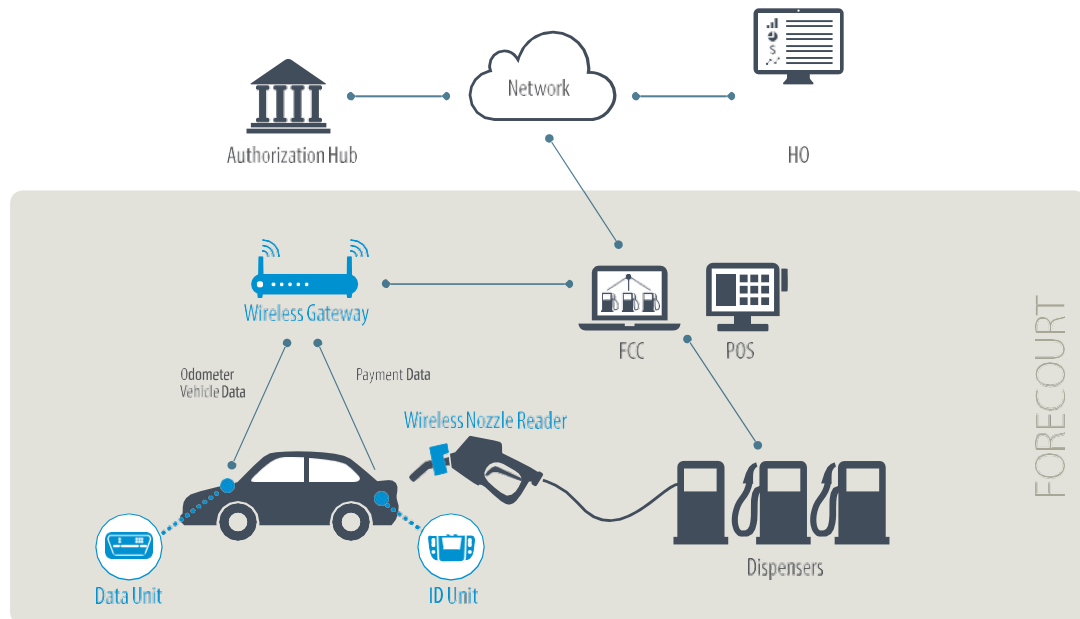 Network
Authorization Hub
HO
$
Wireless Gateway
FCC
POS
Odometer
Vehicle Data
Payment Data
Wireless Nozzle Reader
FORECOURT
Dispensers
Data Unit
ID Unit